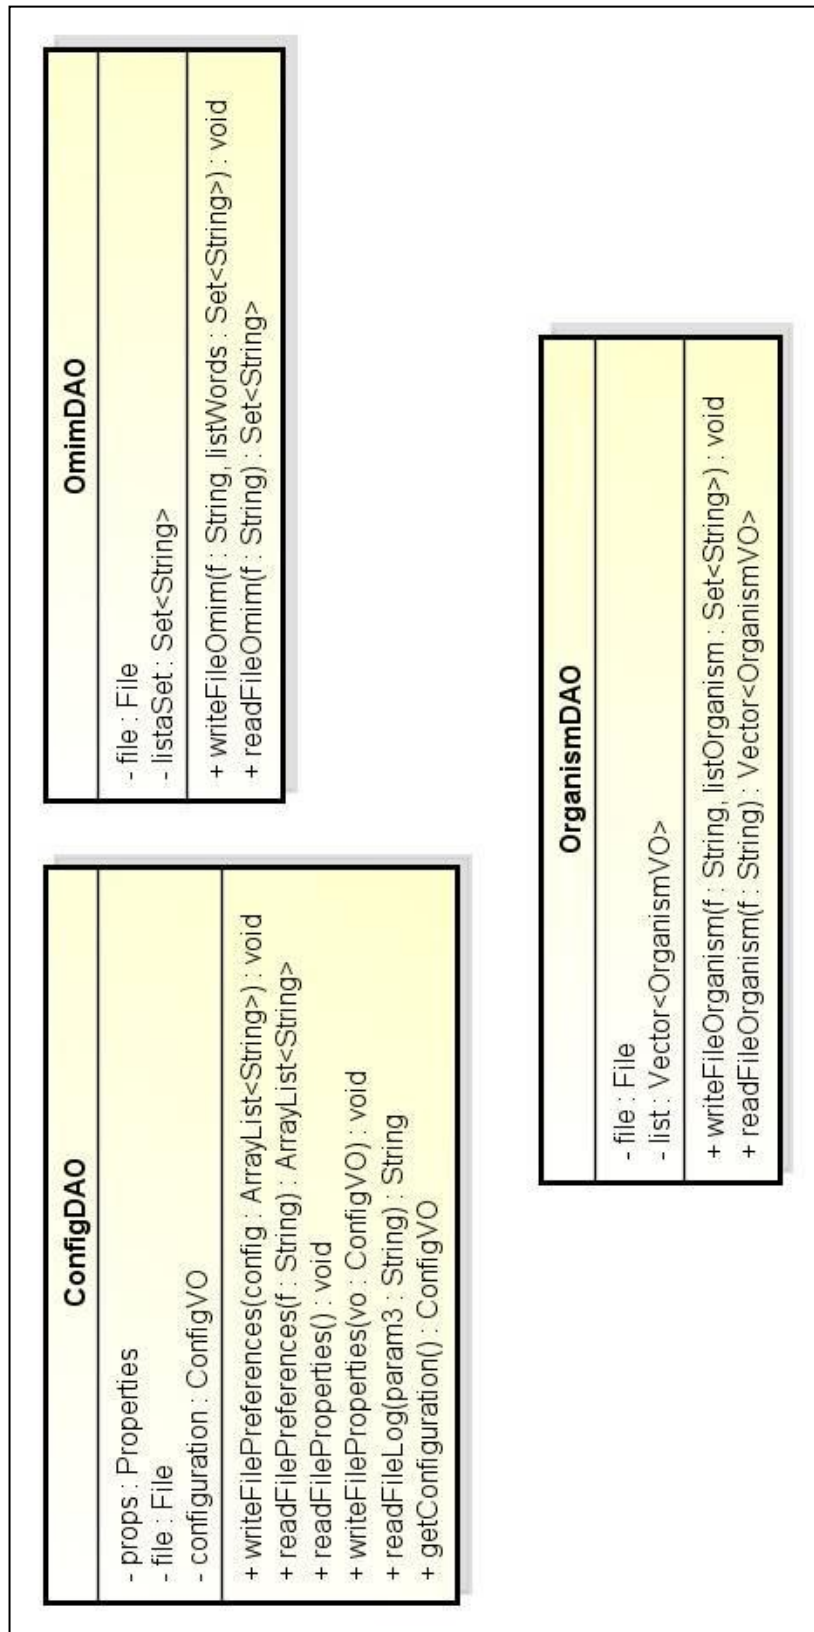 ConfigDAO
- props : Properties
- file : File
- configuration : ConfigVO
+ writeFilePreferences(config : ArrayList<String>) : void
+ readFilePreferences(f : String) : ArrayList<String>
+ readFileProperties() : void
+ writeFileProperties(vo : ConfigVO) : void
+ readFileLog(param3 : String) : String
+ getConfiguration() : ConfigVO
OmimDAO
- file : File
- listaSet : Set<String>
+ writeFileOmim(f : String, listWords : Set<String>) : void
+ readFileOmim(f : String) : Set<String>
OrganismDAO
- file : File
- list : Vector<OrganismVO>
+ writeFileOrganism(f : String, listOrganism : Set<String>) : void
+ readFileOrganism(f : String) : Vector<OrganismVO>